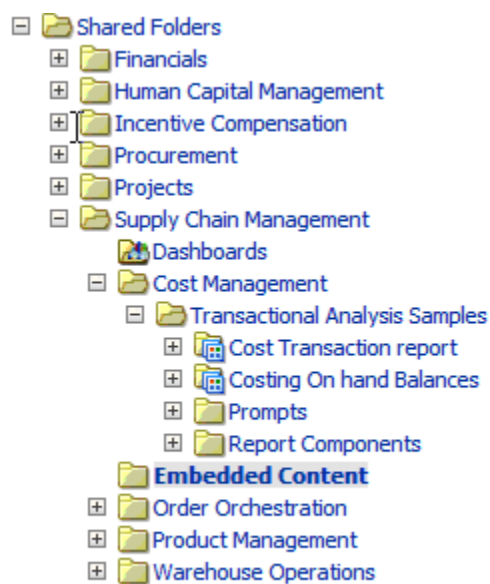 Shared Folders
Financials
Human Capital Management
Incentive Compensation
Procurement
Projects
Supply Chain Management
Dashboards
Cost Management
Transactional Analysis Samples
Cost Transaction report
Costing On hand Balances
Prompts
Report Components
Embedded Content
Order Orchestration
Product Management
Warehouse Operations